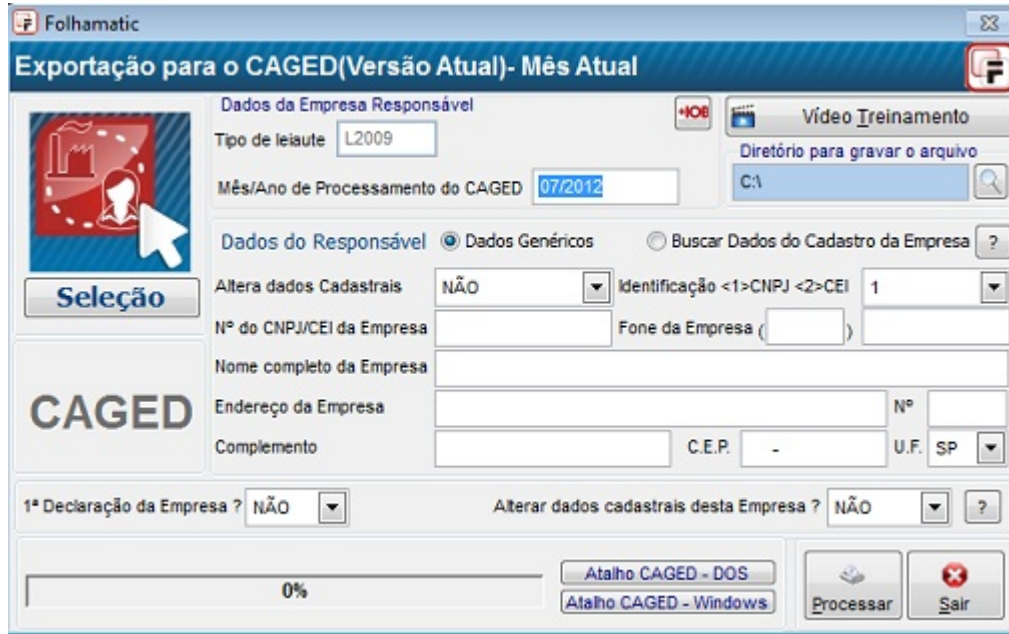 Folhamatic
Exportação para o CAGED(Versão Atual)- Mês Atual
Dados da Empresa Responsável
+IOB
Vídeo Treinamento
Tipo de leiaute L2009
Diretório para gravar o arquivo
Mês/Ano de Processamento do CAGED 07/2012
C:\
Dados do Responsável Dados Genéricos Buscar Dados do Cadastro da Empresa ?
Seleção
Altera dados Cadastrais NÃO Identificação <1>CNPJ <2>CEI 1
Nº do CNPJ/CEI da Empresa Fone da Empresa ( )
Nome completo da Empresa
CAGED
Endereço da Empresa Nº
Complemento C.E.P. - U.F. SP
1ª Declaração da Empresa ? NÃO Alterar dados cadastrais desta Empresa ? NÃO ?
0%
Atalho CAGED - DOS
Atalho CAGED - Windows
Processar
Sair